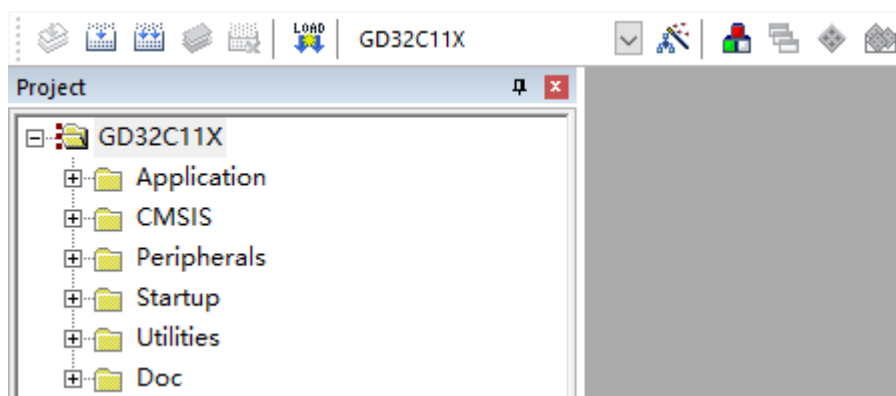 LOAD
GD32C11X
Project
GD32C11X
Application
CMSIS
Peripherals
Startup
Utilities
Doc